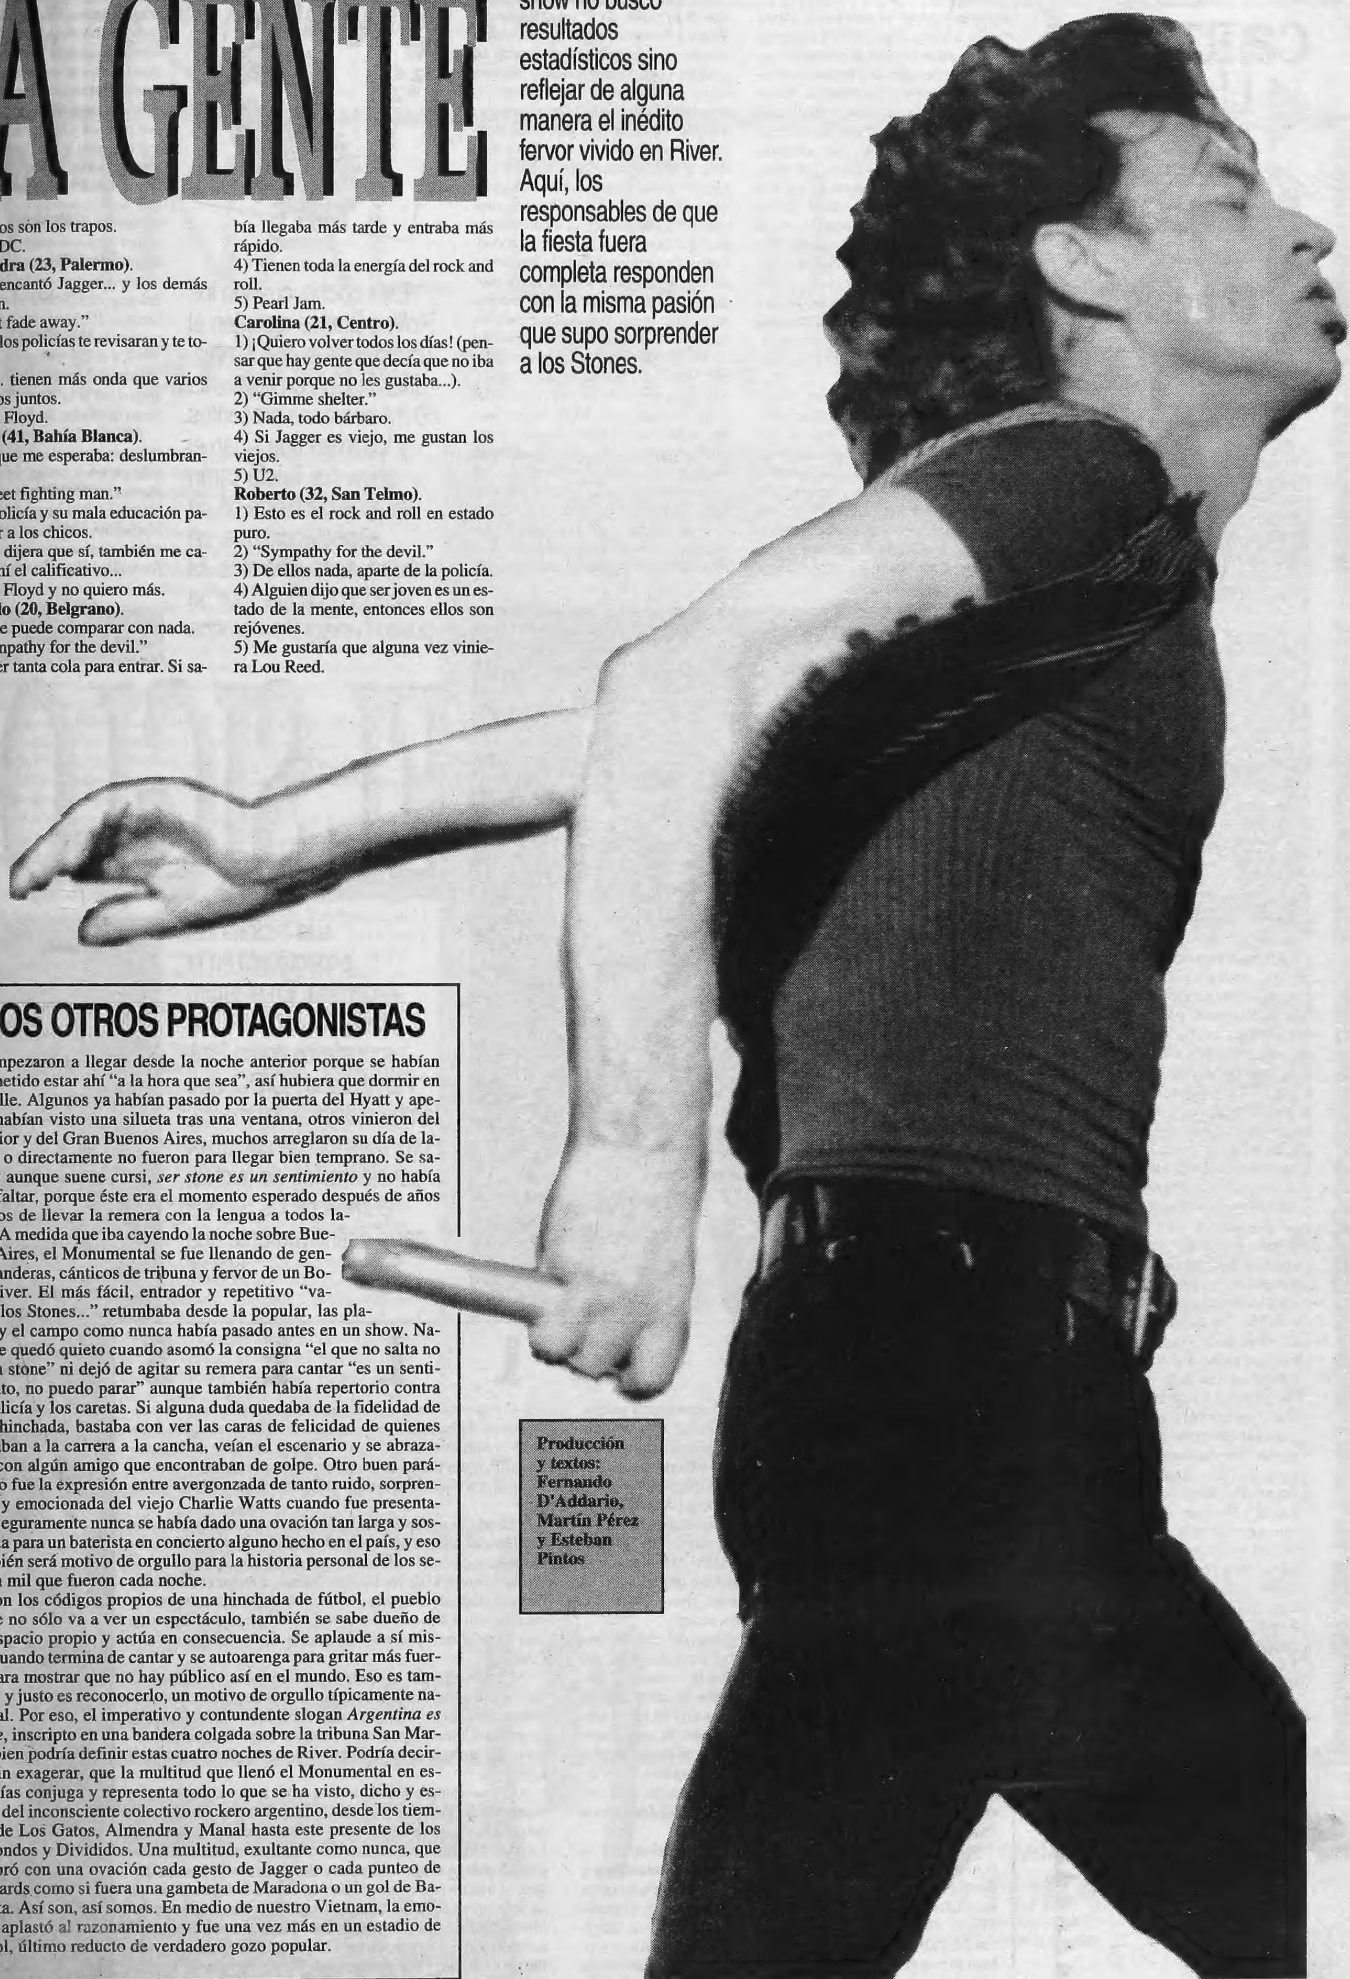 A GENTE
show no buscó
resultados
estadísticos sino
reflejar de alguna
manera el inédito
fervor vivido en River.
Aquí, los
responsables de que
la fiesta fuera
completa responden
con la misma pasión
que supo sorprender
a los Stones.
os son los trapos.
DC.
dra (23, Palermo).
encantó Jagger... y los demás
n.
t fade away.”
los policías te revisaran y te to-
. tienen más onda que varios
os juntos.
Floyd.
(41, Bahía Blanca).
que me esperaba: deslumbran-
eet fighting man.”
olicía y su mala educación pa-
r a los chicos.
dijera que sí, también me ca-
ní el calificativo...
Floyd y no quiero más.
lo (20, Belgrano).
e puede comparar con nada.
mpathy for the devil.”
er tanta cola para entrar. Si sa-
bía llegaba más tarde y entraba más
rápido.
4) Tienen toda la energía del rock and
roll.
5) Pearl Jam.
Carolina (21, Centro).
1) ¡Quiero volver todos los días! (pen-
sar que hay gente que decía que no iba
a venir porque no les gustaba...).
2) “Gimme shelter.”
3) Nada, todo bárbaro.
4) Si Jagger es viejo, me gustan los
viejos.
5) U2.
Roberto (32, San Telmo).
1) Esto es el rock and roll en estado
puro.
2) “Sympathy for the devil.”
3) De ellos nada, aparte de la policía.
4) Alguien dijo que ser joven es un es-
tado de la mente, entonces ellos son
rejóvenes.
5) Me gustaría que alguna vez vinie-
ra Lou Reed.
OS OTROS PROTAGONISTAS
mpezaron a llegar desde la noche anterior porque se habían
netido estar ahí “a la hora que sea”, así hubiera que dormir en
lle. Algunos ya habían pasado por la puerta del Hyatt y ape-
habían visto una silueta tras una ventana, otros vinieron del
ior y del Gran Buenos Aires, muchos arreglaron su día de la-
o directamente no fueron para llegar bien temprano. Se sa-
aunque suene cursi, ser stone es un sentimiento y no había
faltar, porque éste era el momento esperado después de años
os de llevar la remera con la lengua a todos la-
A medida que iba cayendo la noche sobre Bue-
Aires, el Monumental se fue llenando de gen-
anderas, cánticos de tribuna y fervor de un Bo-
iver. El más fácil, entrador y repetitivo “va-
los Stones...” retumbaba desde la popular, las pla-
y el campo como nunca había pasado antes en un show. Na-
e quedó quieto cuando asomó la consigna “el que no salta no
n stone” ni dejó de agitar su remera para cantar “es un senti-
to, no puedo parar” aunque también había repertorio contra
licía y los caretas. Si alguna duda quedaba de la fidelidad de
hinchada, bastaba con ver las caras de felicidad de quienes
aban a la carrera a la cancha, veían el escenario y se abraza-
con algún amigo que encontraban de golpe. Otro buen pará-
o fue la expresión entre avergonzada de tanto ruido, sorpren-
y emocionada del viejo Charlie Watts cuando fue presenta-
eguramente nunca se había dado una ovación tan larga y sos-
a para un baterista en concierto alguno hecho en el país, y eso
bién será motivo de orgullo para la historia personal de los se-
a mil que fueron cada noche.
on los códigos propios de una hinchada de fútbol, el pueblo
e no sólo va a ver un espectáculo, también se sabe dueño de
spacio propio y actúa en consecuencia. Se aplaude a sí mis-
uando termina de cantar y se autoarenga para gritar más fuer-
ara mostrar que no hay público así en el mundo. Eso es tam-
y justo es reconocerlo, un motivo de orgullo típicamente na-
al. Por eso, el imperativo y contundente slogan Argentina es
e, inscripto en una bandera colgada sobre la tribuna San Mar-
bien podría definir estas cuatro noches de River. Podría decir-
in exagerar, que la multitud que llenó el Monumental en es-
ías conjuga y representa todo lo que se ha visto, dicho y es-
del inconsciente colectivo rockero argentino, desde los tiem-
de Los Gatos, Almendra y Manal hasta este presente de los
ondos y Divididos. Una multitud, exultante como nunca, que
bró con una ovación cada gesto de Jagger o cada punteo de
ards como si fuera una gambeta de Maradona o un gol de Ba-
ta. Así son, así somos. En medio de nuestro Vietnam, la emo-
aplastó al razonamiento y fue una vez más en un estadio de
ol, último reducto de verdadero gozo popular.
Producción
y textos:
Fernando
D'Addario,
Martín Pérez
y Esteban
Pintos